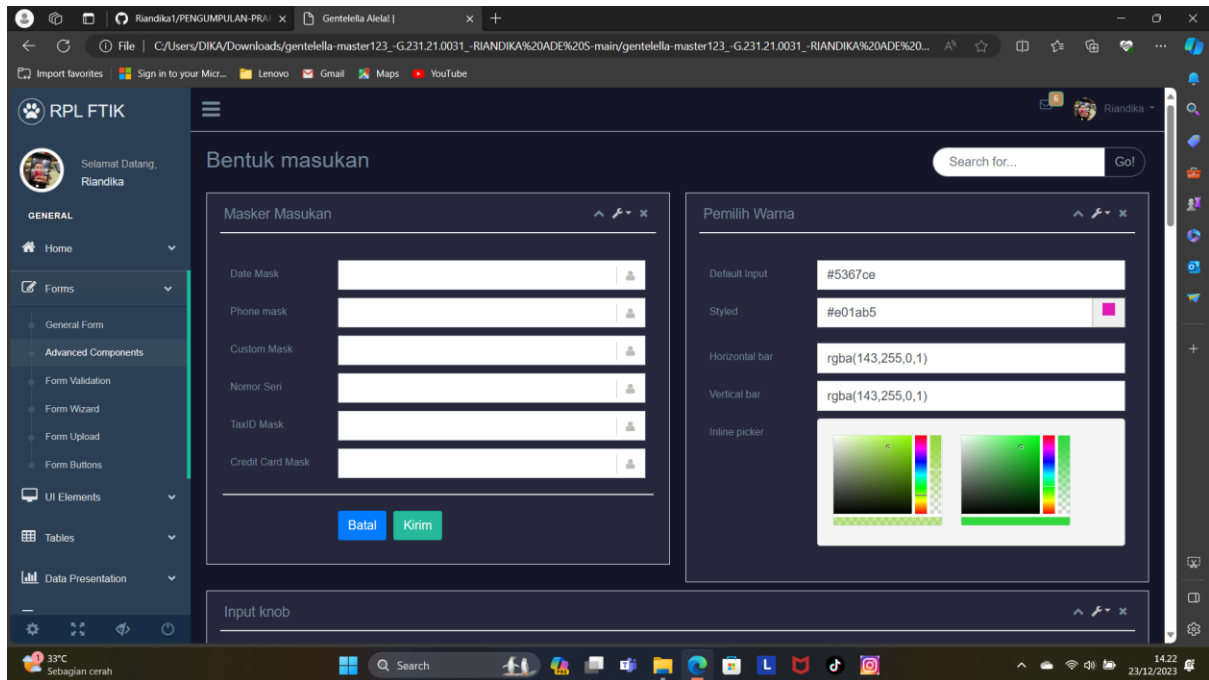 Riandika1/PENGUMPULAN-PRA
Gentelella Alela! |
File
C:/Users/DIKA/Downloads/gentelella-master123_-G.231.21.0031_-RIANDIKA%20ADE%20S-main/gentelella-master123_-G.231.21.0031_-RIANDIKA%20ADE%20...
Import favorites
Sign in to your Micr...
Lenovo
Gmail
Maps
YouTube
RPL FTIK
6
Riandika
Selamat Datang,
Riandika
Bentuk masukan
Search for...
Go!
GENERAL
Home
Forms
General Form
Advanced Components
Form Validation
Form Wizard
Form Upload
Form Buttons
UI Elements
Tables
Data Presentation
Masker Masukan
Date Mask
Phone mask
Custom Mask
Nomor Seri
TaxID Mask
Credit Card Mask
Batal
Kirim
Pemilih Warna
Default Input
#5367ce
Styled
#e01ab5
Horizontal bar
rgba(143,255,0,1)
Vertical bar
rgba(143,255,0,1)
Inline picker
Input knob
1
33°C
Sebagian cerah
Search
L
14.22
23/12/2023